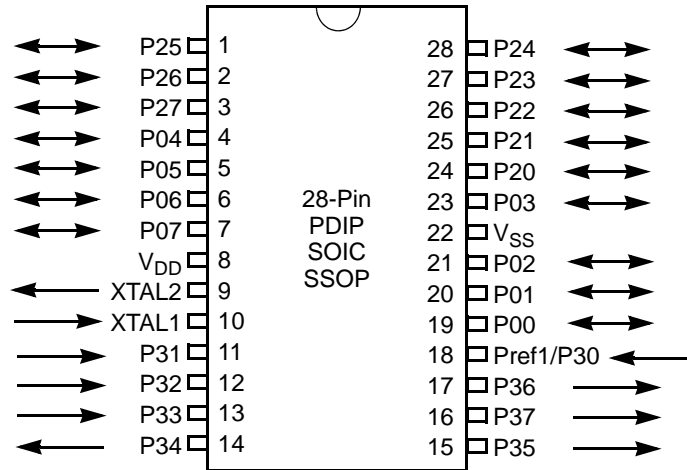 P25 1 28 P24
P26 2 27 P23
P27 3 26 P22
P04 4 25 P21
P05 5 24 P20
P06 6 28-Pin 23 P03
P07 7 PDIP 22 VSS
VDD 8 SOIC 21 P02
XTAL2 9 SSOP 20 P01
XTAL1 10 19 P00
P31 11 18 Pref1/P30
P32 12 17 P36
P33 13 16 P37
P34 14 15 P35